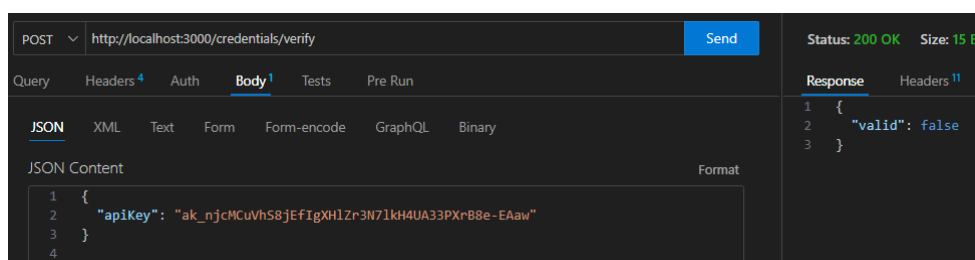 POST http://localhost:3000/credentials/verify Send
Status: 200 OK Size: 15
Query Headers 4 Auth Body 1 Tests Pre Run
Response Headers 11
JSON XML Text Form Form-encode GraphQL Binary
JSON Content Format
1 {
2 "apiKey": "ak_njcMCuVhS8jEfIgXHlZr3N7lkH4UA33PXrB8e-EAaw"
3 }
4
1 {
2 "valid": false
3 }